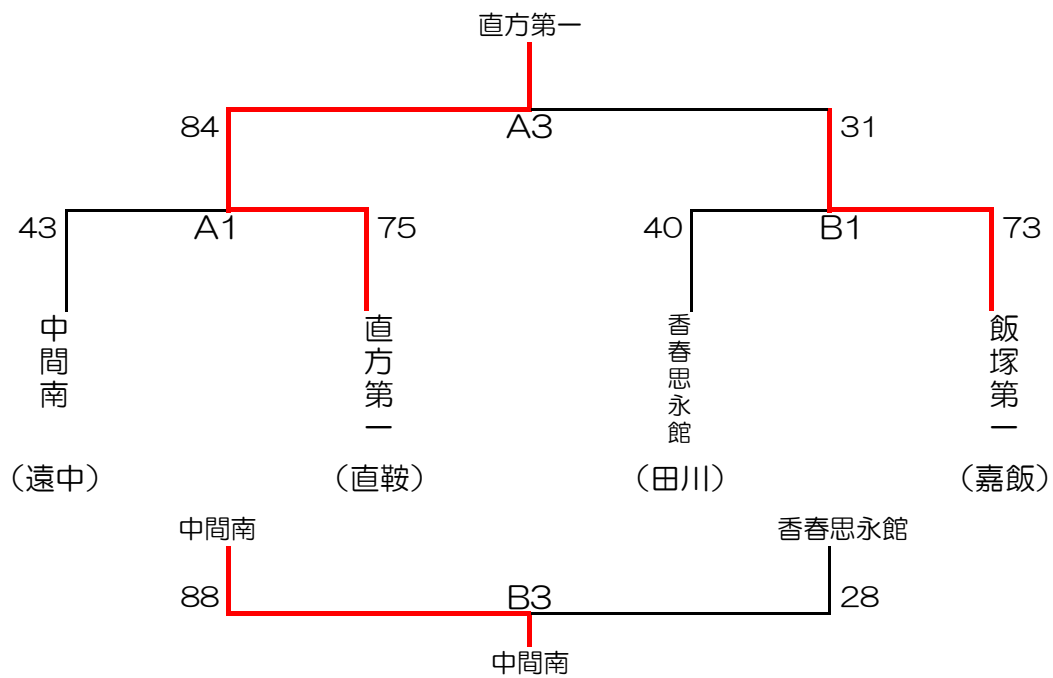 直方第一
84
A3
31
43
A1
75
40
B1
73
中間南
直方第一
香春思永館
飯塚第一
（遠中）
（直鞍）
（田川）
（嘉飯）
中間南
香春思永館
88
B3
28
中間南